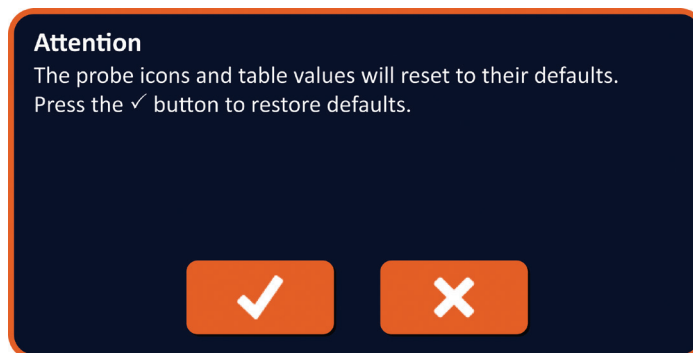 Attention
The probe icons and table values will reset to their defaults.
Press the ✓ button to restore defaults.